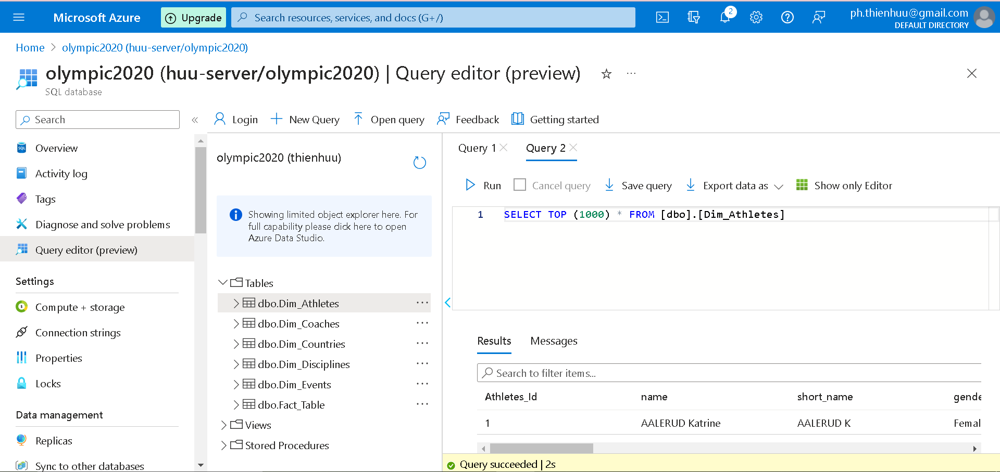 Microsoft Azure
Upgrade
Search resources, services, and docs (G+/)
2
ph.thienhuu@gmail.com
DEFAULT DIRECTORY
Home > olympic2020 (huu-server/olympic2020)
olympic2020 (huu-server/olympic2020) | Query editor (preview)
SQL database
Search
Overview
Activity log
Tags
Diagnose and solve problems
Query editor (preview)
Settings
Compute + storage
Connection strings
Properties
Locks
Data management
Replicas
Sync to other databases
Login
New Query
Open query
Feedback
Getting started
olympic2020 (thienhuu)
Showing limited object explorer here. For
full capability please click here to open
Azure Data Studio.
Tables
dbo.Dim_Athletes
dbo.Dim_Coaches
dbo.Dim_Countries
dbo.Dim_Disciplines
dbo.Dim_Events
dbo.Fact_Table
Views
Stored Procedures
Query 1
Query 2
Run
Cancel query
Save query
Export data as
Show only Editor
1 SELECT TOP (1000) * FROM [dbo].[Dim_Athletes]
Results
Messages
Search to filter items...
Athletes_Id name short_name gende
1 AALERUD Katrine AALERUD K Femal
Query succeeded | 2s